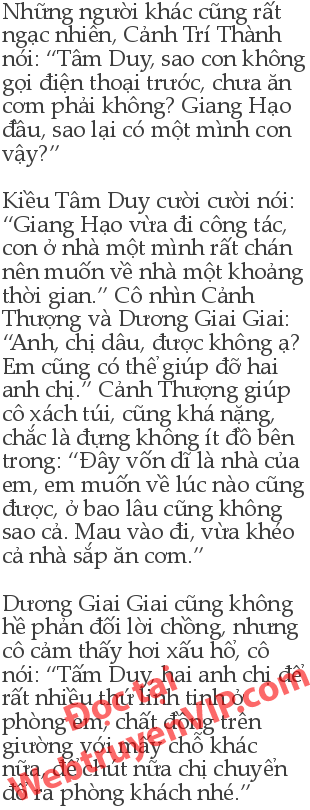 Những người khác cũng rất
ngạc nhiên, Cảnh Trí Thành
nói: “Tâm Duy, sao con không
gọi điện thoại trước, chưa ăn
cơm phải không? Giang Hạo
đâu, sao lại có một mình con
vậy?”
Kiều Tâm Duy cười cười nói:
“Giang Hạo vừa đi công tác,
con ở nhà một mình rất chán
nên muốn về nhà một khoảng
thời gian.” Cô nhìn Cảnh
Thượng và Dương Giai Giai:
“Anh, chị dâu, được không ạ?
Em cũng có thể giúp đỡ hai
anh chị.” Cảnh Thượng giúp
cô xách túi, cũng khá nặng,
chắc là đựng không ít đồ bên
trong: “Đây vốn dĩ là nhà của
em, em muốn về lúc nào cũng
được, ở bao lâu cũng không
sao cả. Mau vào đi, vừa khéo
cả nhà sắp ăn cơm.”
Dương Giai Giai cũng không
hề phản đối lời chồng, nhưng
cô cảm thấy hơi xấu hổ, cô
nói: “Tâm Duy, hai anh chị để
rất nhiều thứ linh tinh ở
phòng em, chất đống trên
giường với mấy chỗ khác
nữa, để chút nữa chị chuyển
đồ ra phòng khách nhé.”
Đọc tại
WebtruyenVIP.com